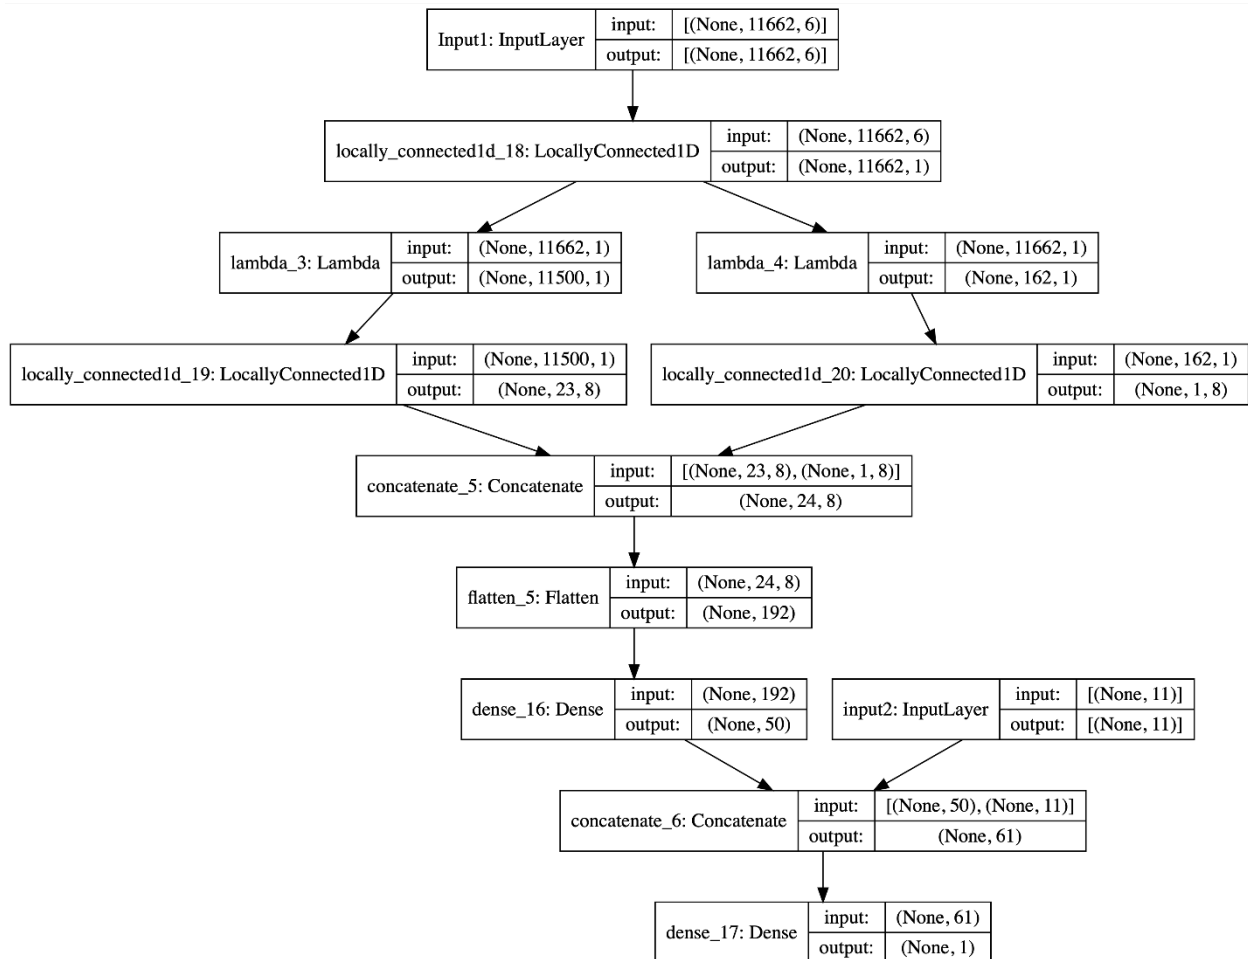 Input1: InputLayer
input: [(None, 11662, 6)]
output: [(None, 11662, 6)]
locally_connected1d_18: LocallyConnected1D
input: (None, 11662, 6)
output: (None, 11662, 1)
lambda_3: Lambda
input: (None, 11662, 1)
output: (None, 11500, 1)
lambda_4: Lambda
input: (None, 11662, 1)
output: (None, 162, 1)
locally_connected1d_19: LocallyConnected1D
input: (None, 11500, 1)
output: (None, 23, 8)
locally_connected1d_20: LocallyConnected1D
input: (None, 162, 1)
output: (None, 1, 8)
concatenate_5: Concatenate
input: [(None, 23, 8), (None, 1, 8)]
output: (None, 24, 8)
flatten_5: Flatten
input: (None, 24, 8)
output: (None, 192)
dense_16: Dense
input: (None, 192)
output: (None, 50)
input2: InputLayer
input: [(None, 11)]
output: [(None, 11)]
concatenate_6: Concatenate
input: [(None, 50), (None, 11)]
output: (None, 61)
dense_17: Dense
input: (None, 61)
output: (None, 1)